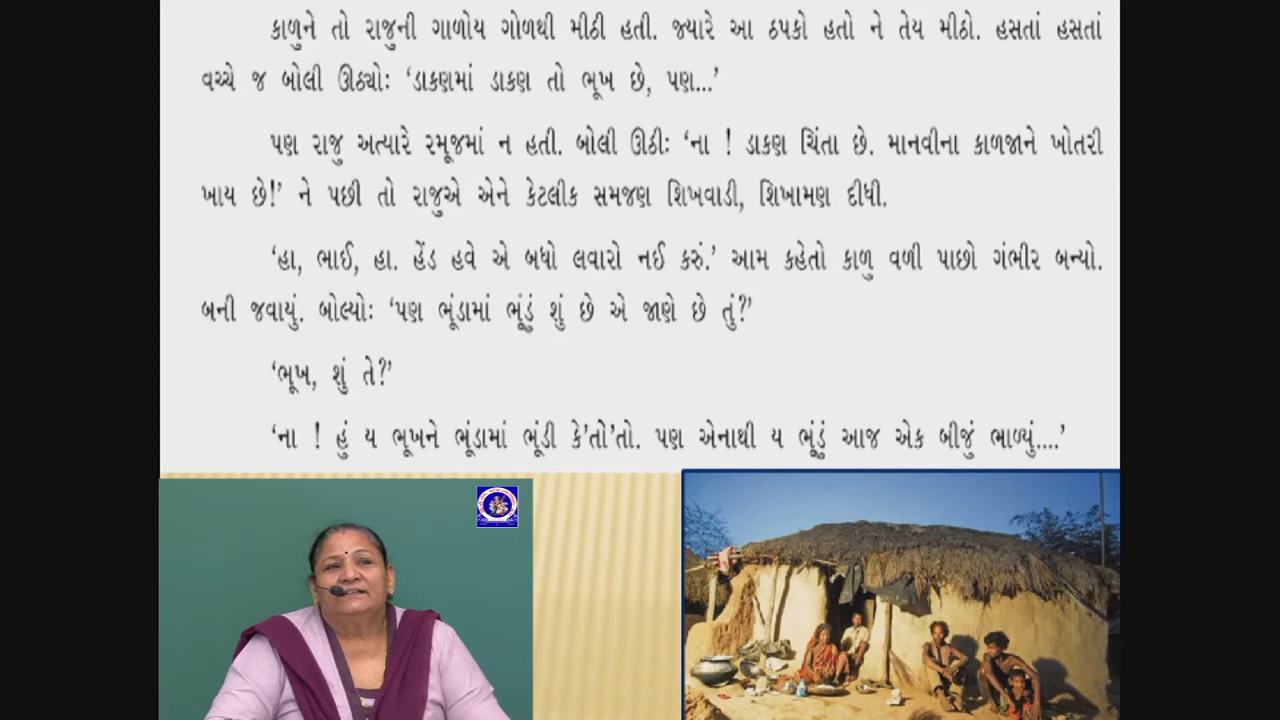 કાળુને તો રાજુની ગાળોય ગોળથી મીઠી હતી. જ્યારે આ ઠપકો હતો ને તેય મીઠો. હસતાં હસતાં
વચ્ચે જ બોલી ઊઠ્યોઃ ‘ડાકણમાં ડાકણ તો ભૂખ છે, પણ...’
પણ રાજુ અત્યારે રમૂજમાં ન હતી. બોલી ઊઠીઃ ‘ના ! ડાકણ ચિંતા છે. માનવીના કાળજાને ખોતરી
ખાય છે!’ ને પછી તો રાજુએ એને કેટલીક સમજણ શિખવાડી, શિખામણ દીધી.
‘હા, ભાઈ, હા. હેંડ હવે એ બધો લવારો નઈ કરું.’ આમ કહેતો કાળુ વળી પાછો ગંભીર બન્યો.
બની જવાયું. બોલ્યોઃ ‘પણ ભૂંડામાં ભૂંડું શું છે એ જાણે છે તું?’
‘ભૂખ, શું તે?’
‘ના ! હું ય ભૂખને ભૂંડામાં ભૂંડી કે’તો’તો. પણ એનાથી ય ભૂંડું આજ એક બીજું ભાળ્યું....’